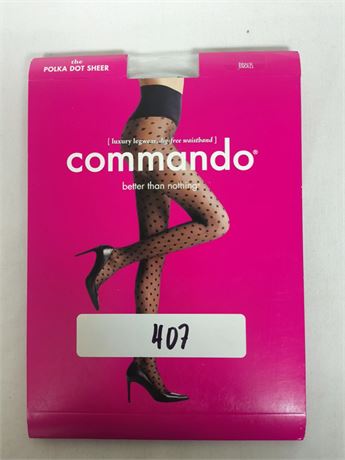 the
POLKA DOT SHEER
[ luxury legwear, dig-free waistband ]
commando®
better than nothing®
407